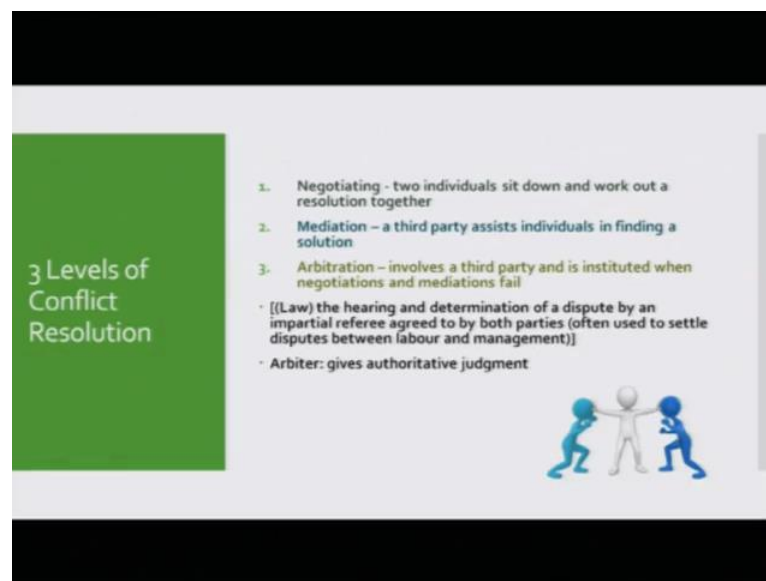 3 Levels of
Conflict
Resolution
1. Negotiating - two individuals sit down and work out a
resolution together
2. Mediation – a third party assists individuals in finding a
solution
3. Arbitration – involves a third party and is instituted when
negotiations and mediations fail
· [(Law) the hearing and determination of a dispute by an
impartial referee agreed to by both parties (often used to settle
disputes between labour and management)]
· Arbiter: gives authoritative judgment